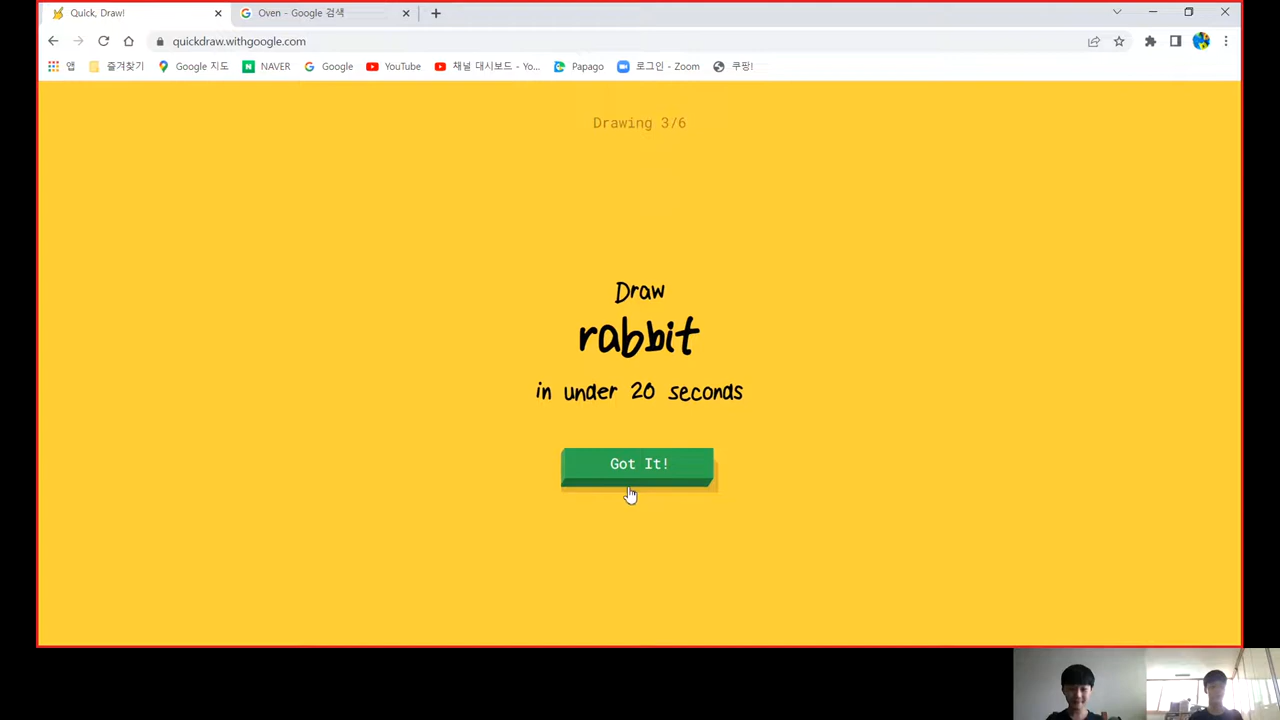 Quick, Draw!
Oven - Google 검색
quickdraw.withgoogle.com
앱 즐겨찾기 Google 지도 NAVER Google YouTube 채널 대시보드 - Yo... Papago 로그인 - Zoom 쿠팡!
Drawing 3/6
Draw
rabbit
in under 20 seconds
Got It!